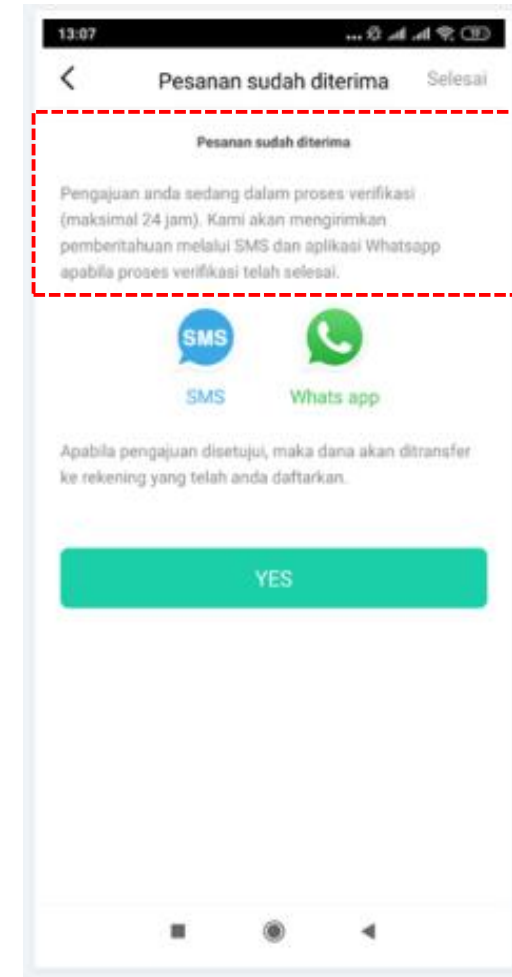 13:07
Pesanan sudah diterima Selesai
Pesanan sudah diterima
Pengajuan anda sedang dalam proses verifikasi
(maksimal 24 jam). Kami akan mengirimkan
pemberitahuan melalui SMS dan aplikasi Whatsapp
apabila proses verifikasi telah selesai.
SMS
SMS Whats app
Apabila pengajuan disetujui, maka dana akan ditransfer
ke rekening yang telah anda daftarkan.
YES